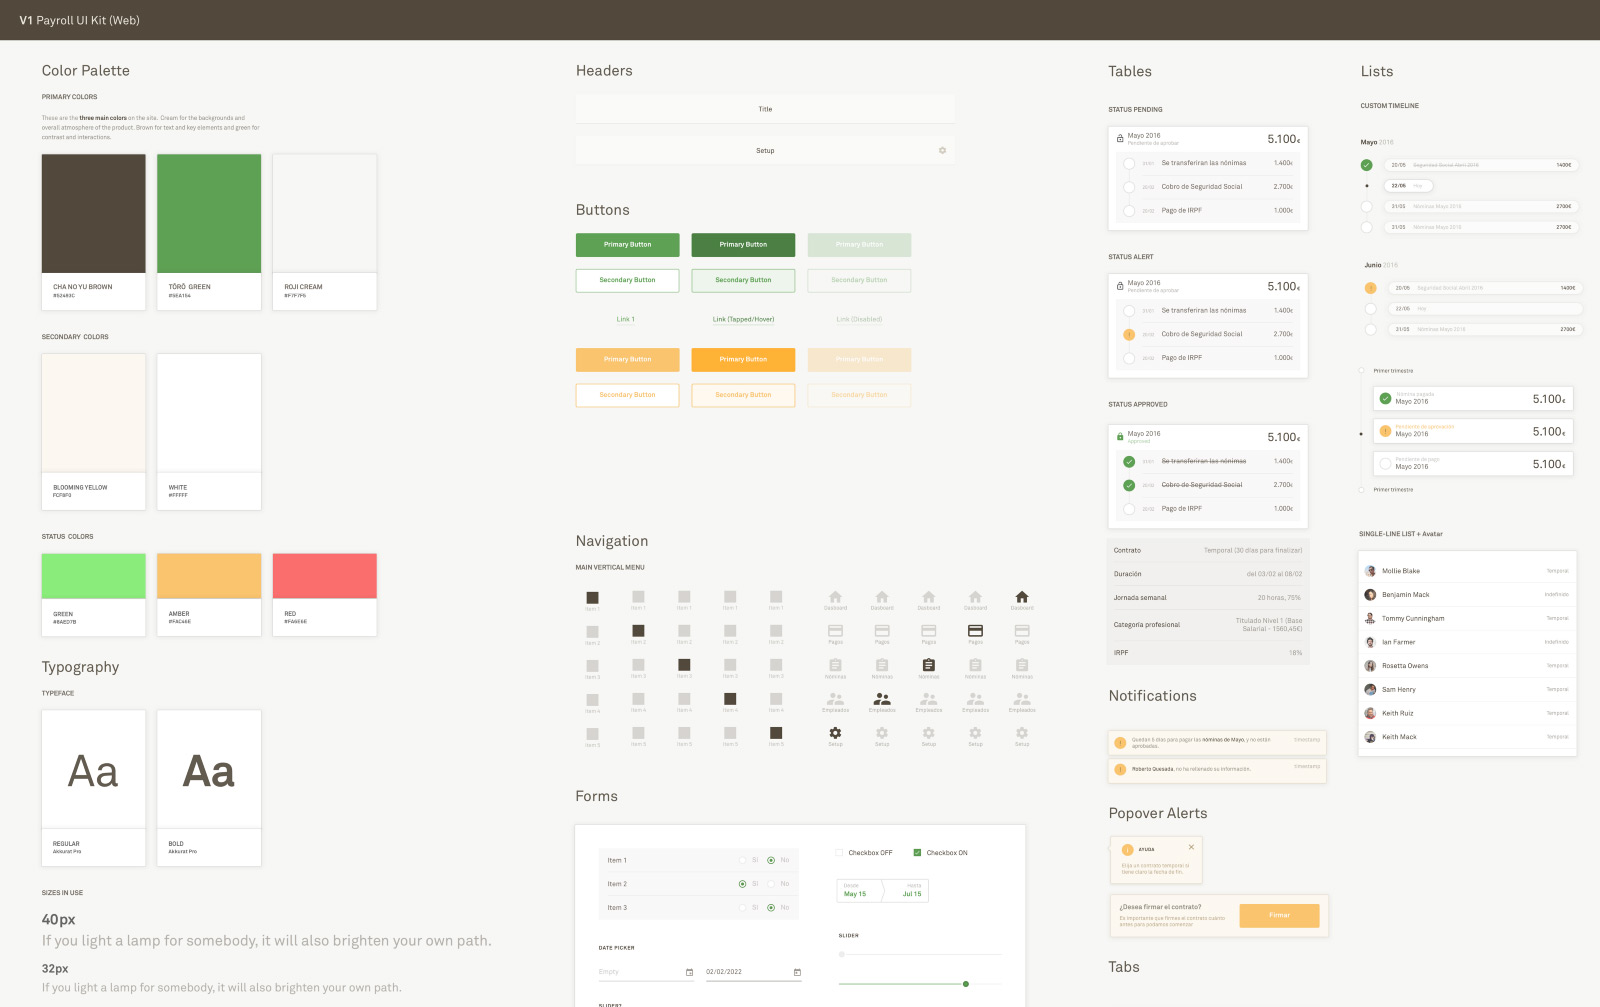 V1 Payroll UI Kit (Web)
Color Palette
PRIMARY COLORS
These are the three main colors on the site. Cream for the backgrounds and
overall atmosphere of the product. Brown for text and key elements and green for
contrast and interactions.
CHA NO YU BROWN
#52483C
TŌRŌ GREEN
#5EA154
ROJI CREAM
#F7F7F5
SECONDARY COLORS
BLOOMING YELLOW
FCF8F0
WHITE
#FFFFF
STATUS COLORS
GREEN
#8AED7B
AMBER
#FAC46E
RED
#FA6E6E
Typography
TYPEFACE
Aa
REGULAR
Akkurat Pro
Aa
BOLD
Akkurat Pro
SIZES IN USE
40px
If you light a lamp for somebody, it will also brighten your own path.
32px
If you light a lamp for somebody, it will also brighten your own path.
Headers
Title
Setup
Buttons
Primary Button Primary Button Primary Button
Secondary Button Secondary Button Secondary Button
Link 1 Link (Tapped/Hover) Link (Disabled)
Primary Button Primary Button Primary Button
Secondary Button Secondary Button Secondary Button
Navigation
MAIN VERTICAL MENU
Item 1 Item 1 Item 1 Item 1 Item 1 Dasboard Dasboard Dasboard Dasboard Dasboard
Item 2 Item 2 Item 2 Item 2 Item 2 Pagos Pagos Pagos Pagos Pagos
Item 3 Item 3 Item 3 Item 3 Item 3 Nóminas Nóminas Nóminas Nóminas Nóminas
Item 4 Item 4 Item 4 Item 4 Item 4 Empleados Empleados Empleados Empleados Empleados
Item 5 Item 5 Item 5 Item 5 Item 5 Setup Setup Setup Setup Setup
Forms
Item 1 Sí No
Item 2 Sí No
Item 3 Sí No
Checkbox OFF Checkbox ON
DESDE HASTA
May 15 Jul 15
DATE PICKER
Empty 02/02/2022
SLIDER
SLIDER?
Tables
STATUS PENDING
Mayo 2016 5.100€
Pendiente de aprobar
31/01 Se transferiran las nónimas 1.400€
20/02 Cobro de Seguridad Social 2.700€
20/02 Pago de IRPF 1.000€
STATUS ALERT
Mayo 2016 5.100€
Pendiente de aprobar
31/01 Se transferiran las nónimas 1.400€
20/02 Cobro de Seguridad Social 2.700€
20/02 Pago de IRPF 1.000€
STATUS APPROVED
Mayo 2016 5.100€
Approved
31/01 Se transferiran las nónimas 1.400€
20/02 Cobro de Seguridad Social 2.700€
20/02 Pago de IRPF 1.000€
Contrato Temporal (30 días para finalizar)
Duración del 03/02 al 08/02
Jornada semanal 20 horas, 75%
Categoría profesional Titulado Nivel 1 (Base
Salarial - 1560,45€)
IRPF 18%
Notifications
Quedan 5 días para pagar las nóminas de Mayo, y no están timestamp
aprobadas.
Roberto Quesada, no ha rellenado su información. timestamp
Popover Alerts
AYUDA
Elija un contrato temporal si
tiene claro la fecha de fin.
¿Desea firmar el contrato?
Es importante que firmes el contrato cuanto
antes para podamos comenzar
Firmar
Tabs
Lists
CUSTOM TIMELINE
Mayo 2016
20/05 Seguridad Social Abril 2016 1400€
22/05 Hoy
31/05 Nóminas Mayo 2016 2700€
31/05 Nóminas Mayo 2016 2700€
Junio 2016
20/05 Seguridad Social Abril 2016 1400€
22/05 Hoy
31/05 Nóminas Mayo 2016 2700€
Primer trimestre
Nómina pagada
Mayo 2016 5.100€
Pendiente de aprobación
Mayo 2016 5.100€
Pendiente de pago
Mayo 2016 5.100€
Primer trimestre
SINGLE-LINE LIST + Avatar
Mollie Blake Temporal
Benjamin Mack Indefinido
Tommy Cunningham Temporal
Ian Farmer Indefinido
Rosetta Owens Temporal
Sam Henry Temporal
Keith Ruiz Temporal
Keith Mack Temporal